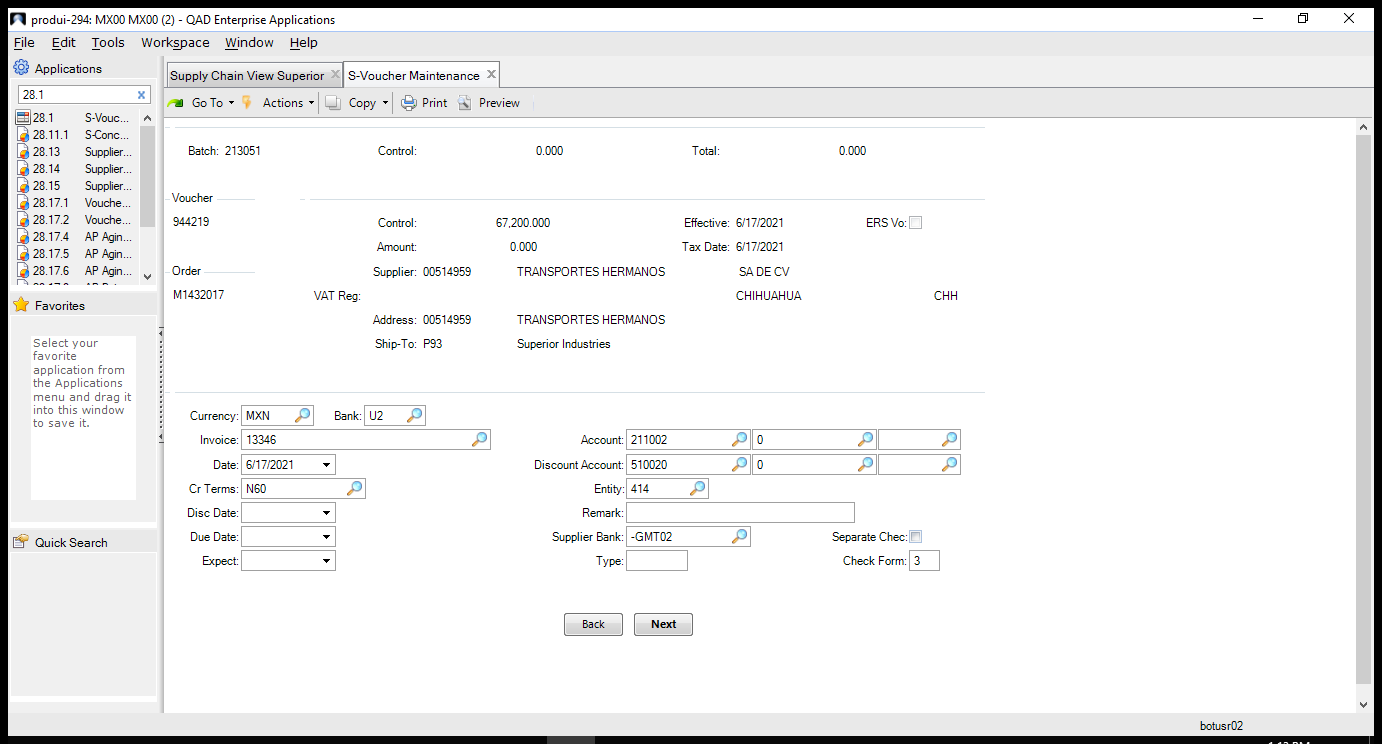 produi-294: MX00 MX00 (2) - QAD Enterprise Applications
File Edit Tools Workspace Window Help
Applications
28.1
28.1 S-Vouc...
28.11.1 S-Conc...
28.13 Supplier...
28.14 Supplier...
28.15 Supplier...
28.17.1 Vouche...
28.17.2 Vouche...
28.17.4 AP Agin...
28.17.5 AP Agin...
28.17.6 AP Agin...
Favorites
Select your
favorite
application from
the Applications
menu and drag it
into this window
to save it.
Quick Search
Supply Chain View Superior S-Voucher Maintenance
Go To Actions Copy Print Preview
Batch: 213051 Control: 0.000 Total: 0.000
Voucher
944219 Control: 67,200.000 Effective: 6/17/2021 ERS Vo:
Amount: 0.000 Tax Date: 6/17/2021
Order Supplier: 00514959 TRANSPORTES HERMANOS SA DE CV
M1432017 VAT Reg: CHIHUAHUA CHH
Address: 00514959 TRANSPORTES HERMANOS
Ship-To: P93 Superior Industries
Currency: MXN Bank: U2
Invoice: 13346 Account: 211002 0
Date: 6/17/2021 Discount Account: 510020 0
Cr Terms: N60 Entity: 414
Disc Date: Remark:
Due Date: Supplier Bank: -GMT02 Separate Chec:
Expect: Type: Check Form: 3
Back Next
botusr02